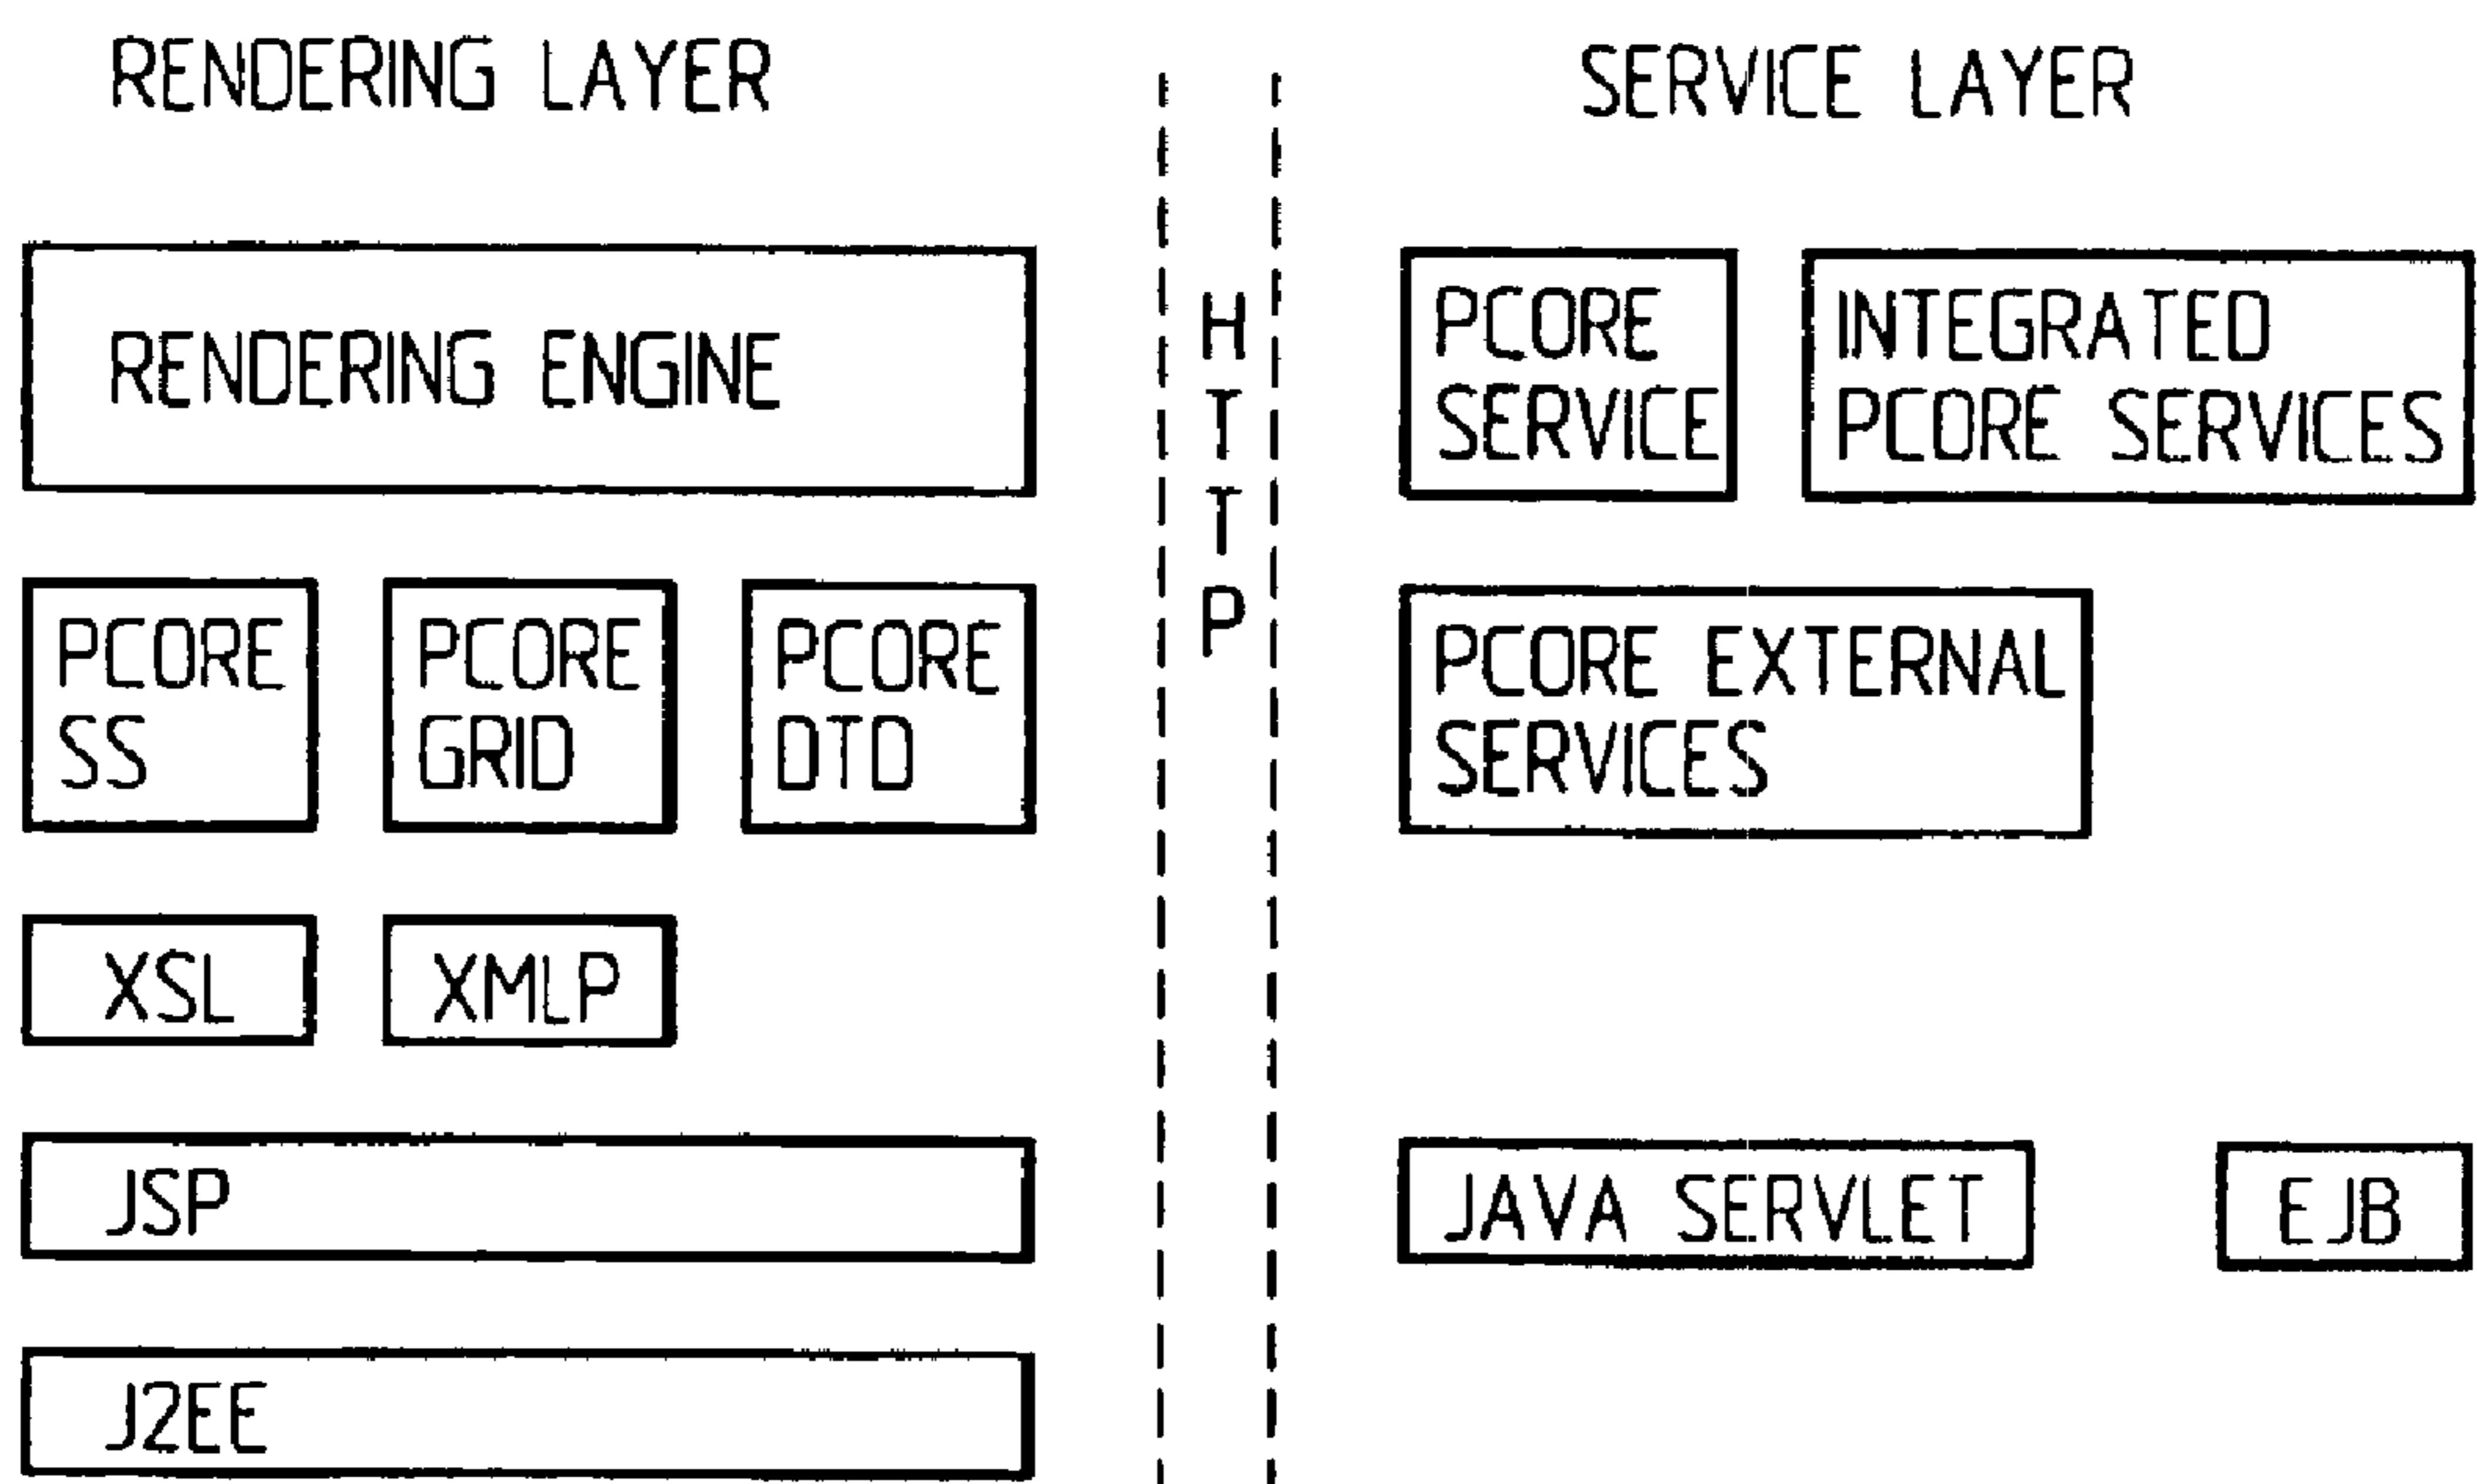 RENDERING LAYER
SERVICE LAYER
RENDERING ENGINE
HTTP
PCORE
SERVICE
INTEGRATED
PCORE SERVICES
PCORE
SS
PCORE
GRID
PCORE
DTD
PCORE EXTERNAL
SERVICES
XSL
XMLP
JSP
JAVA SERVLET
EJB
J2EE